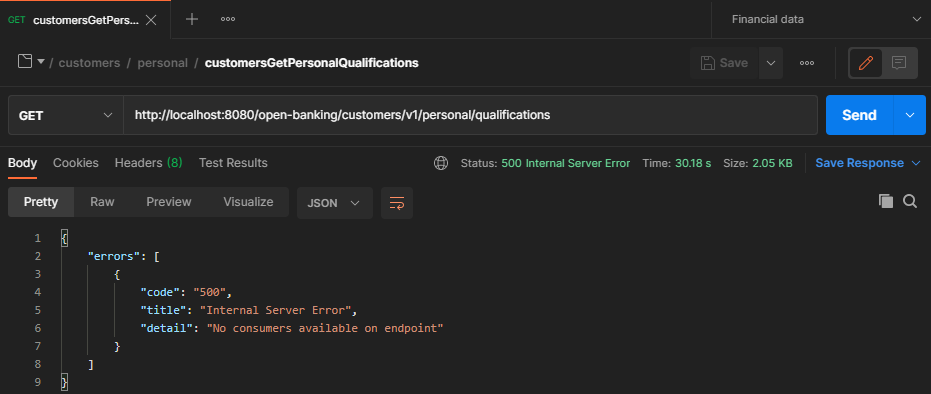 GET customersGetPers...
Financial data
/ customers / personal / customersGetPersonalQualifications
Save
GET http://localhost:8080/open-banking/customers/v1/personal/qualifications Send
Body Cookies Headers (8) Test Results Status: 500 Internal Server Error Time: 30.18 s Size: 2.05 KB Save Response
Pretty Raw Preview Visualize JSON
1 {
2 "errors": [
3 {
4 "code": "500",
5 "title": "Internal Server Error",
6 "detail": "No consumers available on endpoint"
7 }
8 ]
9 }